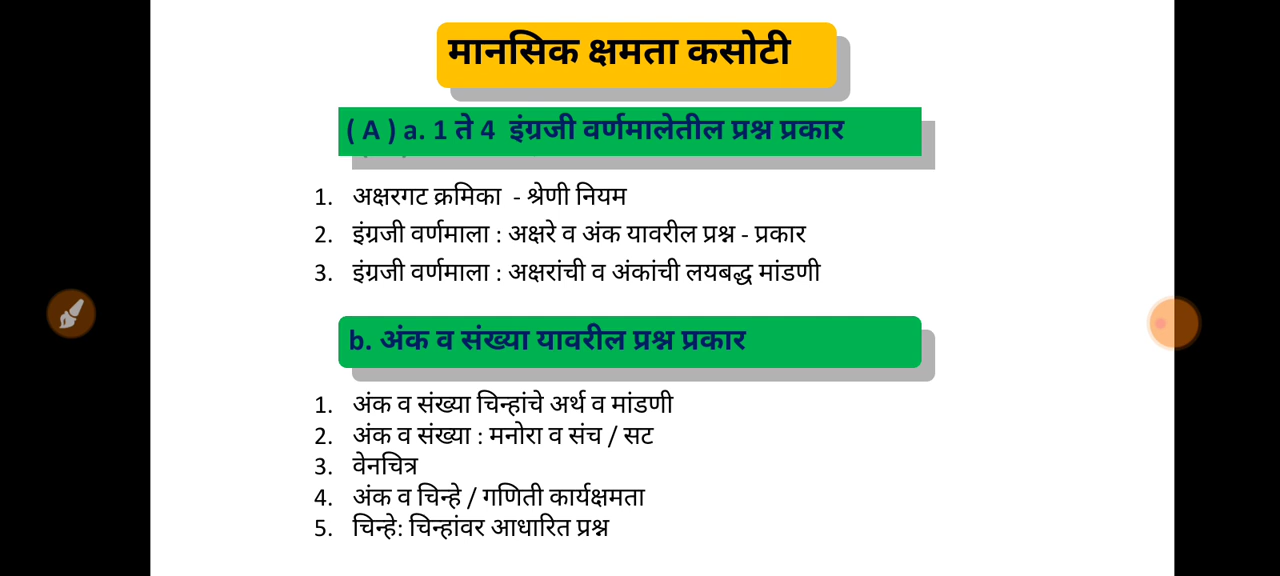 मानसिक क्षमता कसोटी
( A ) a. 1 ते 4 इंग्रजी वर्णमालेतील प्रश्न प्रकार
1. अक्षरगट क्रमिका - श्रेणी नियम
2. इंग्रजी वर्णमाला : अक्षरे व अंक यावरील प्रश्न - प्रकार
3. इंग्रजी वर्णमाला : अक्षरांची व अंकांची लयबद्ध मांडणी
b. अंक व संख्या यावरील प्रश्न प्रकार
1. अंक व संख्या चिन्हांचे अर्थ व मांडणी
2. अंक व संख्या : मनोरा व संच / सट
3. वेनचित्र
4. अंक व चिन्हे / गणिती कार्यक्षमता
5. चिन्हे: चिन्हांवर आधारित प्रश्न